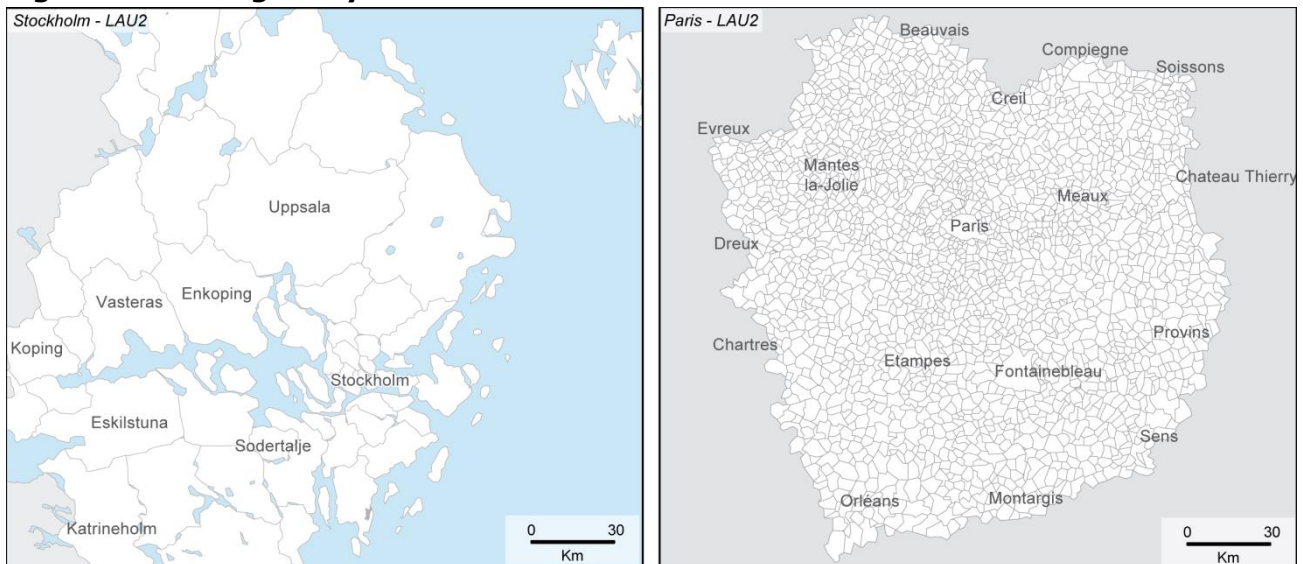 Stockholm - LAU2
Uppsala
Enkoping
Vasteras
Koping
Stockholm
Eskilstuna
Sodertalje
Katrineholm
0 30
Km
Paris - LAU2
Beauvais
Compiegne
Soissons
Creil
Evreux
Mantes
la-Jolie
Chateau Thierry
Meaux
Paris
Dreux
Provins
Chartres
Etampes
Fontainebleau
Sens
Orléans
Montargis
0 30
Km